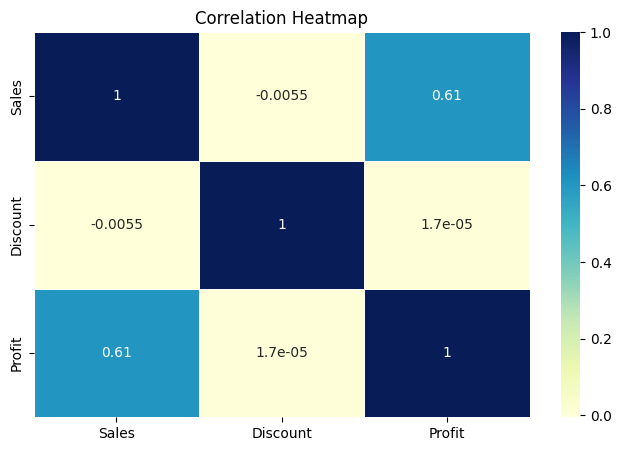 Correlation Heatmap
Sales
1
-0.0055
0.61
Discount
-0.0055
1
1.7e-05
Profit
0.61
1.7e-05
1
Sales
Discount
Profit
1.0
0.8
0.6
0.4
0.2
0.0